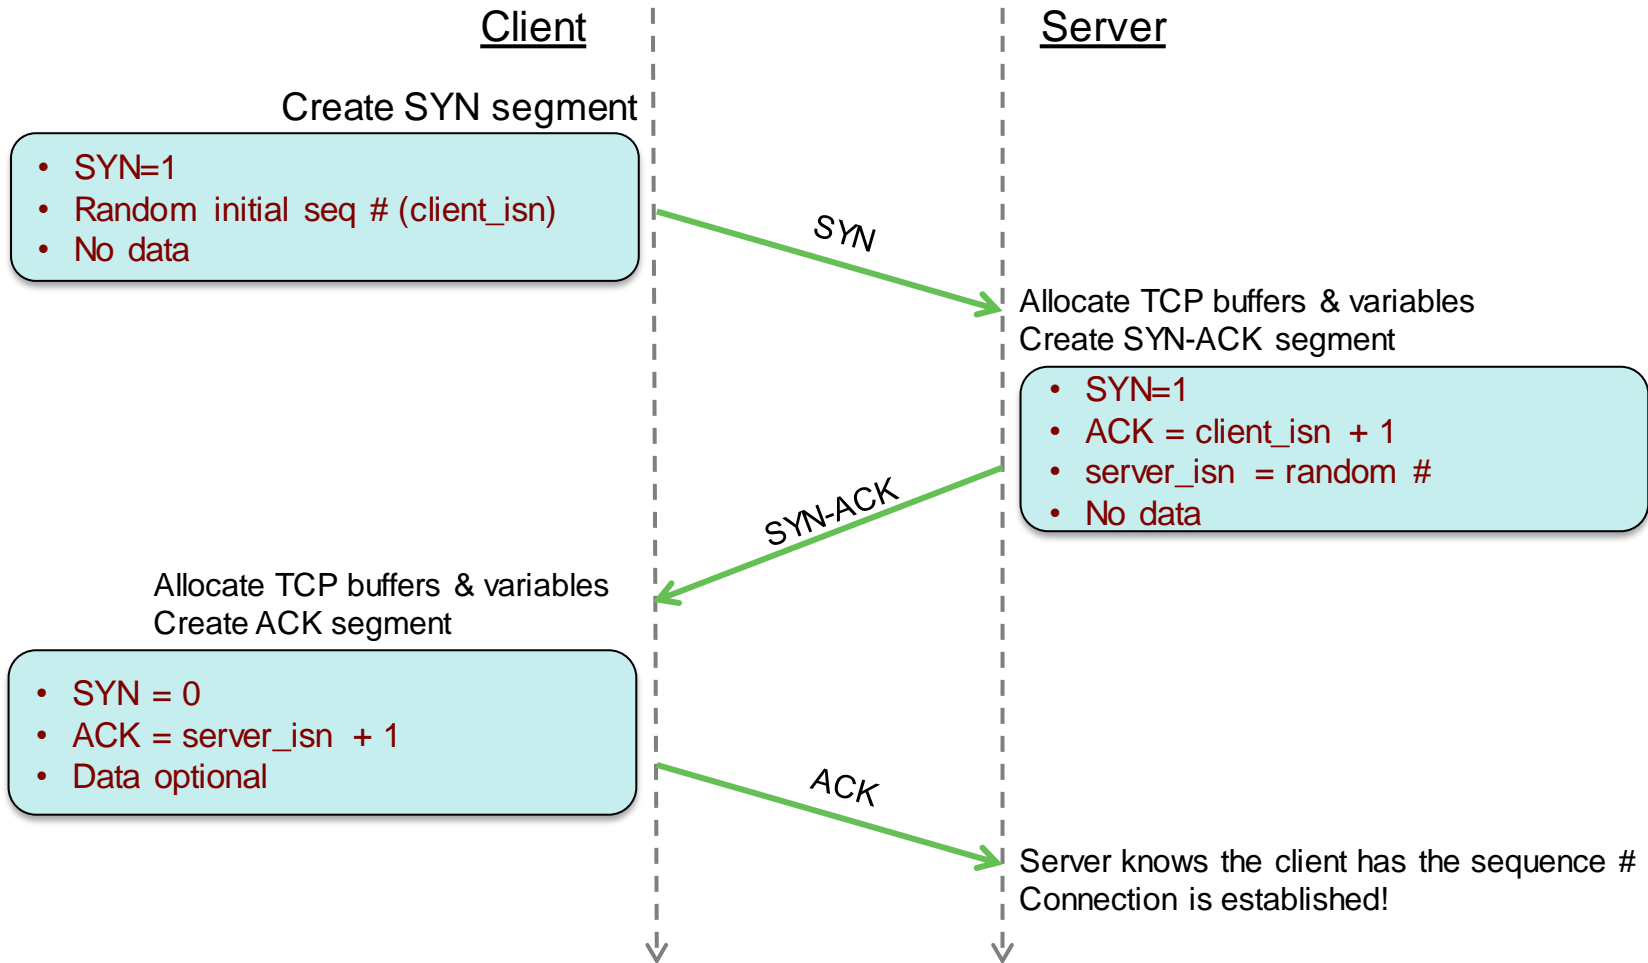 Client
Server
Create SYN segment
• SYN=1
• Random initial seq # (client_isn)
• No data
SYN
Allocate TCP buffers & variables
Create SYN-ACK segment
• SYN=1
• ACK = client_isn + 1
• server_isn = random #
• No data
SYN-ACK
Allocate TCP buffers & variables
Create ACK segment
• SYN = 0
• ACK = server_isn + 1
• Data optional
ACK
Server knows the client has the sequence #
Connection is established!